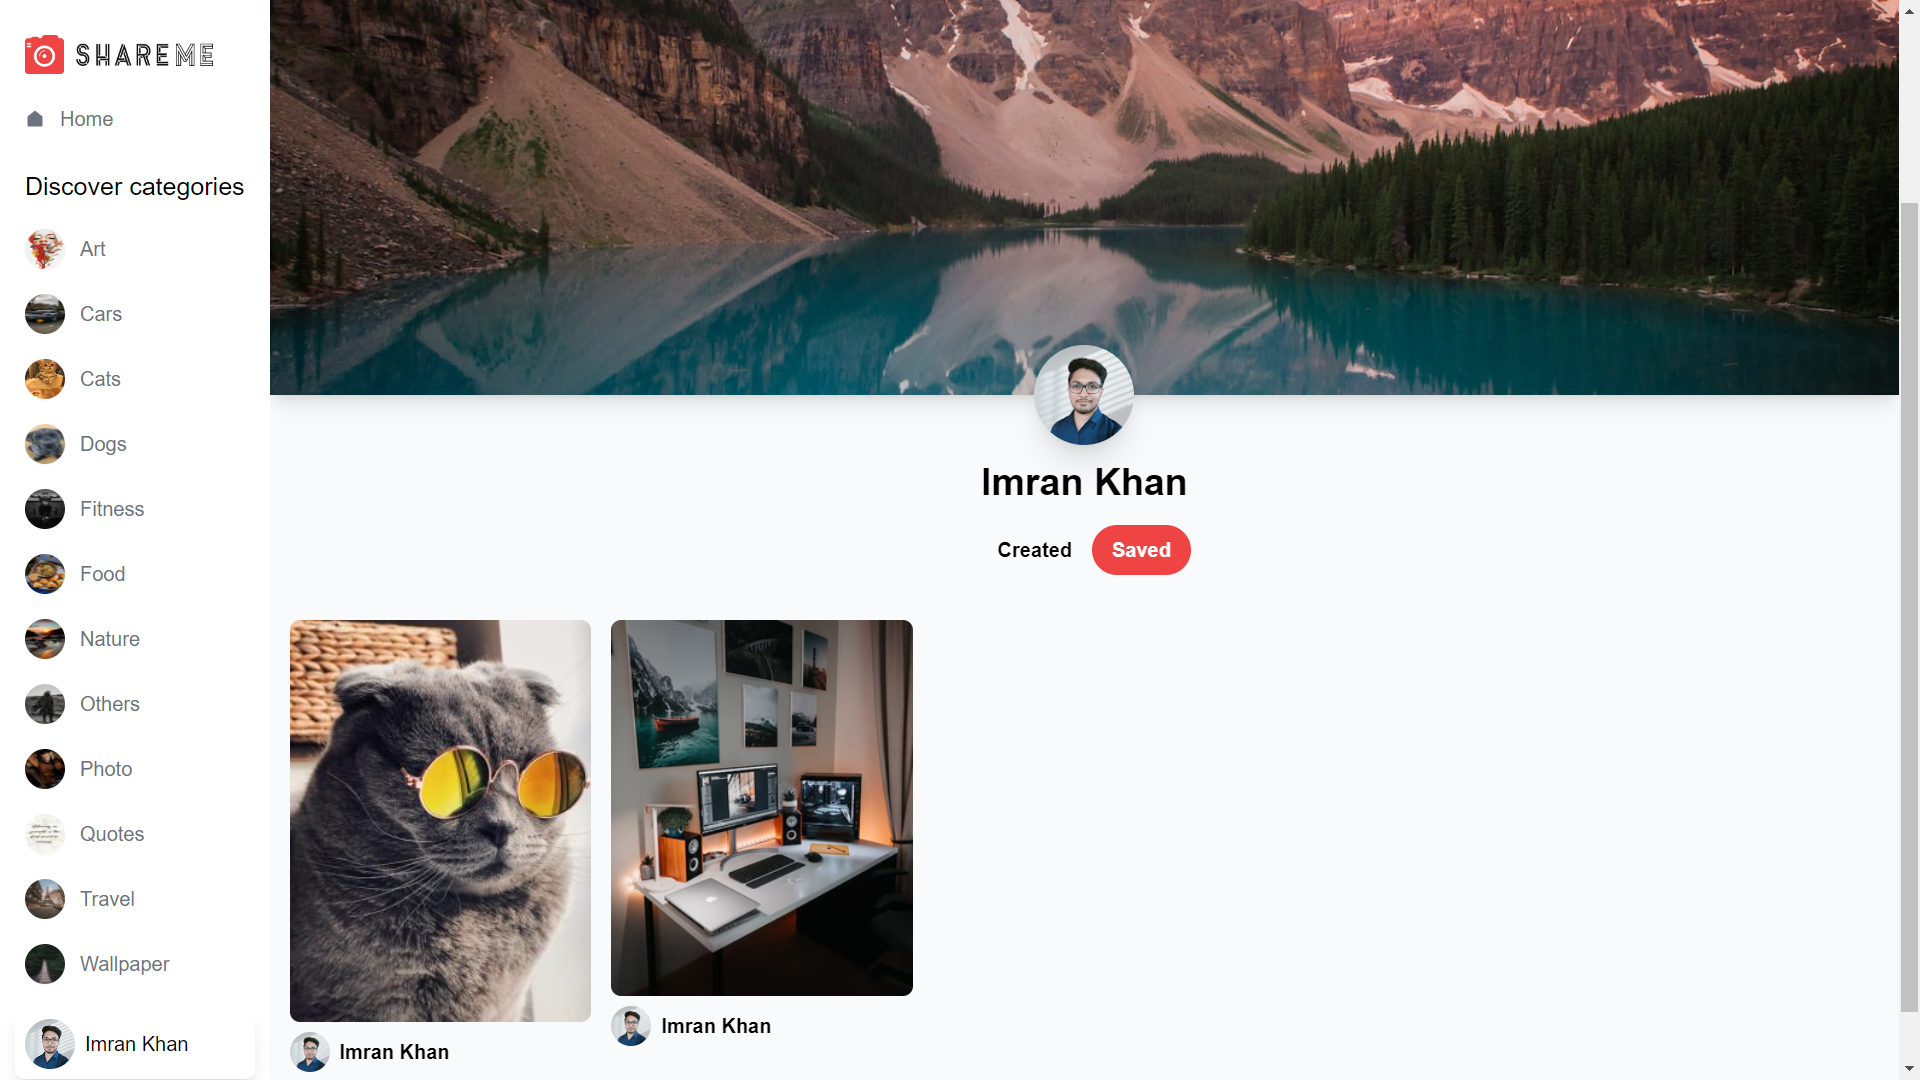 SHAREME
Home
Discover categories
Art
Cars
Cats
Dogs
Fitness
Food
Nature
Others
Photo
Quotes
Travel
Wallpaper
Imran Khan
Imran Khan
Created
Saved
Imran Khan
Imran Khan